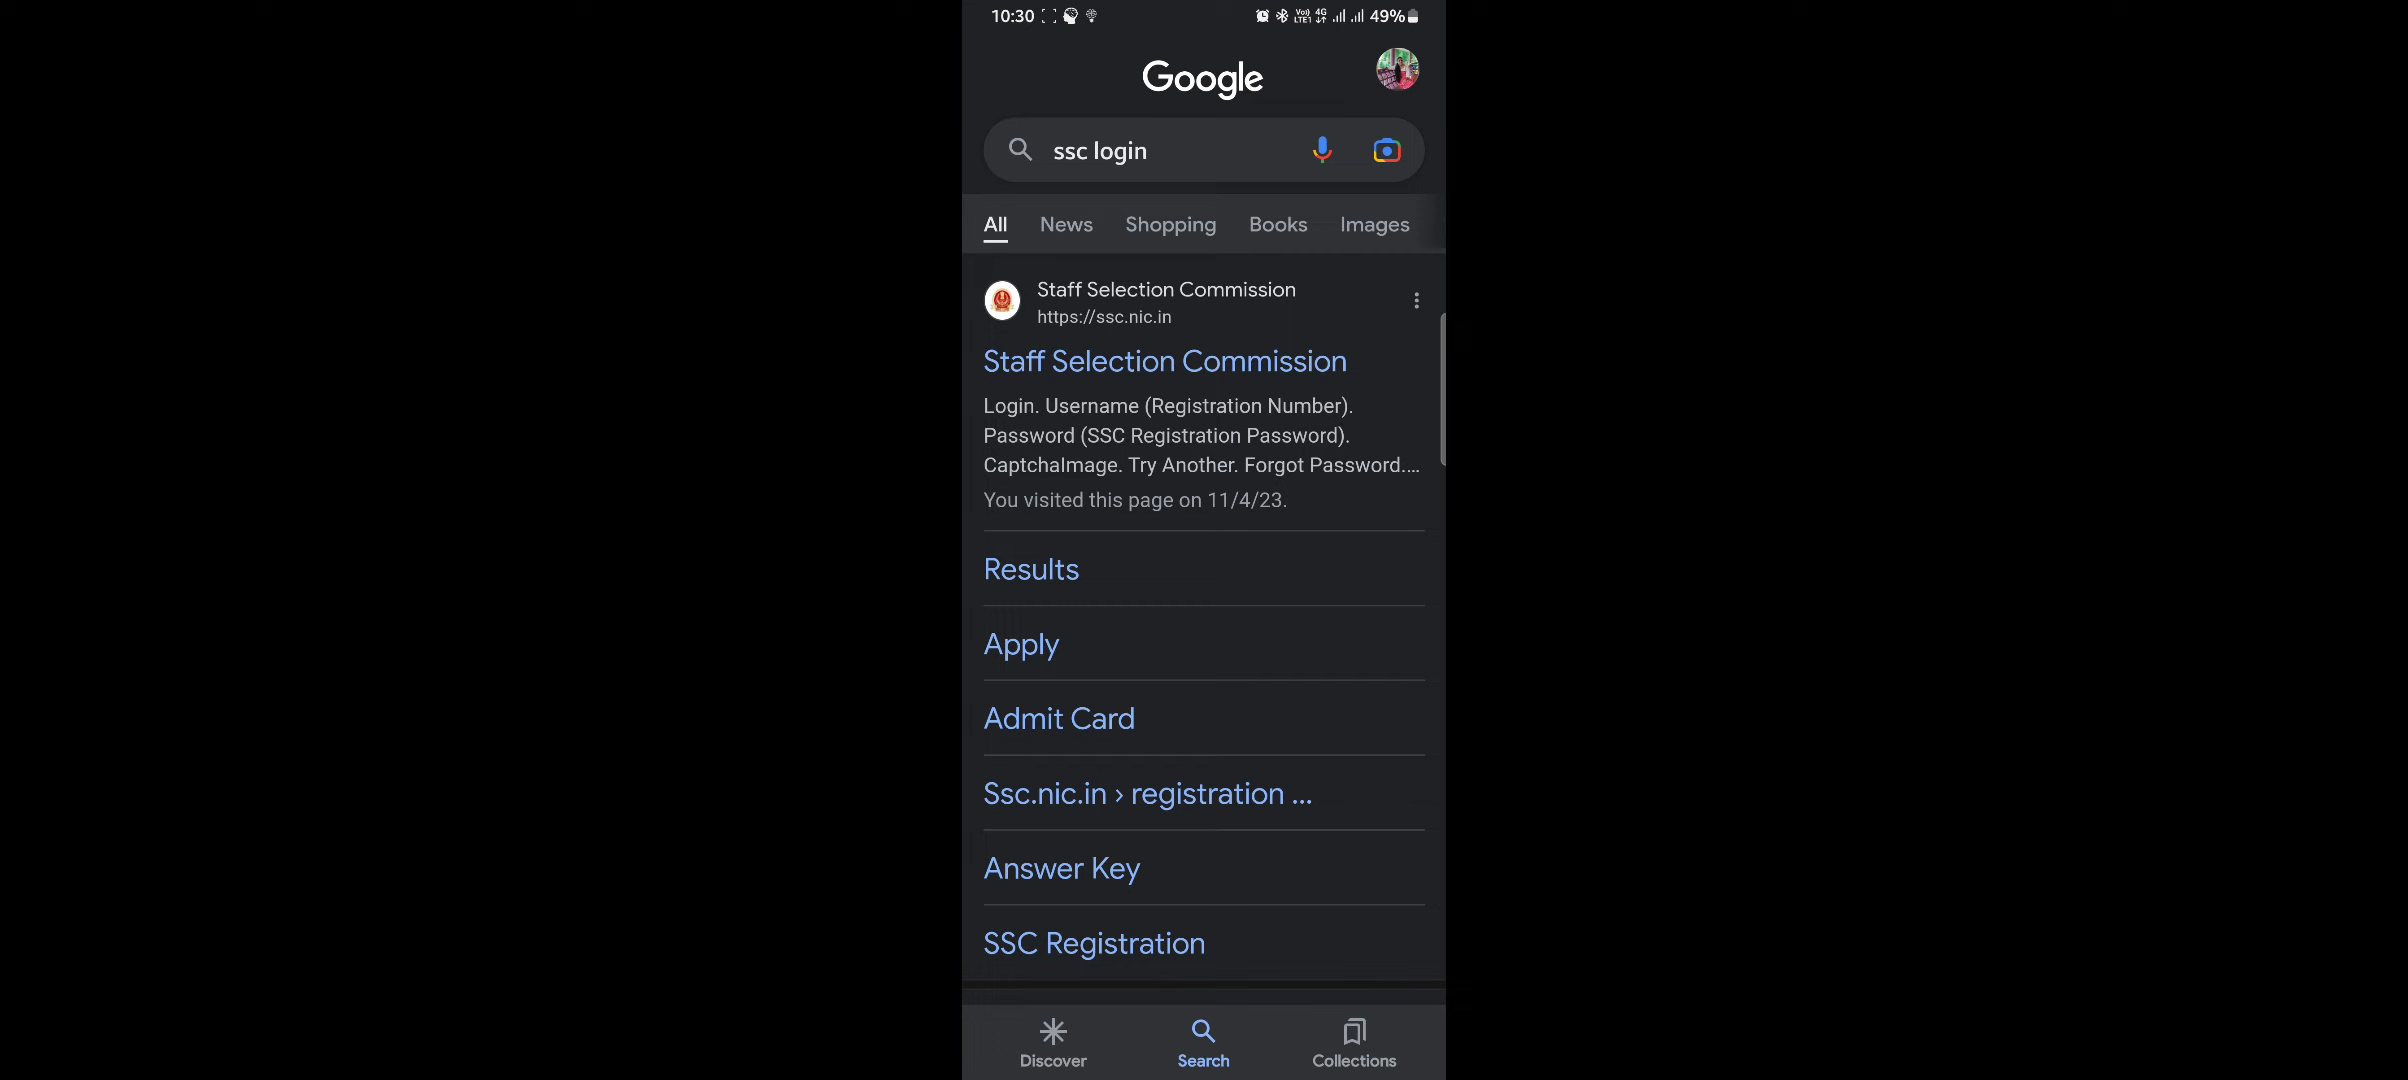 10:30 Vo)) LTE1 4G 49%
Google
ssc login
All News Shopping Books Images
Staff Selection Commission
https://ssc.nic.in
Staff Selection Commission
Login. Username (Registration Number).
Password (SSC Registration Password).
CaptchaImage. Try Another. Forgot Password....
You visited this page on 11/4/23.
Results
Apply
Admit Card
Ssc.nic.in › registration ...
Answer Key
SSC Registration
Discover Search Collections